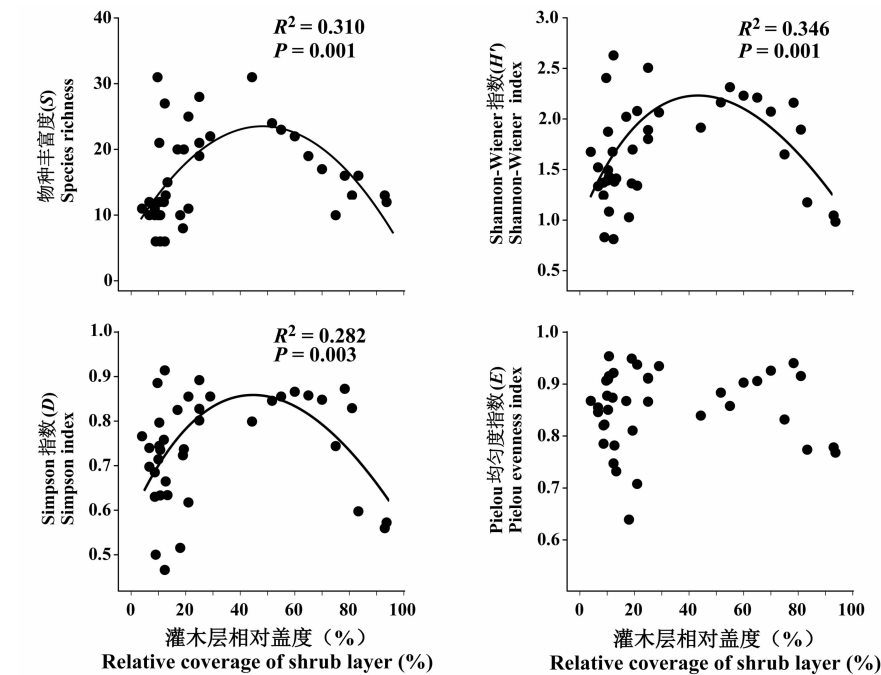 R² = 0.310
P = 0.001
40
30
20
10
0
物种丰富度(S)
Species richness
R² = 0.346
P = 0.001
3.0
2.5
2.0
1.5
1.0
0.5
Shannon-Wiener 指数(H')
Shannon-Wiener index
R² = 0.282
P = 0.003
1.0
0.9
0.8
0.7
0.6
0.5
Simpson 指数(D)
Simpson index
0 20 40 60 80 100
灌木层相对盖度（%）
Relative coverage of shrub layer (%)
1.0
0.9
0.8
0.7
0.6
Pielou 均匀度指数(E)
Pielou evenness index
0 20 40 60 80 100
灌木层相对盖度（%）
Relative coverage of shrub layer (%)